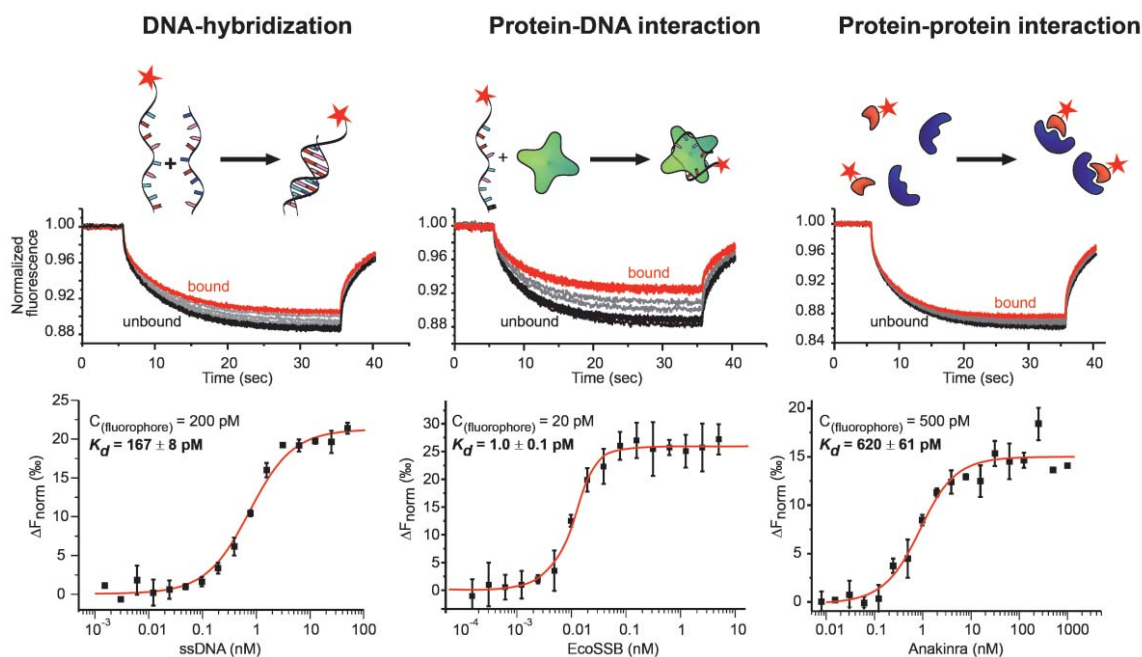 DNA-hybridization
Protein-DNA interaction
Protein-protein interaction
+
+
Normalized
fluorescence
1.00
0.96
0.92
0.88
bound
unbound
0 10 20 30 40
Time (sec)
1.00
0.96
0.92
0.88
bound
unbound
0 10 20 30 40
Time (sec)
1.00
0.96
0.92
0.88
0.84
bound
unbound
0 10 20 30 40
Time (sec)
ΔFnorm (‰)
25
20
15
10
5
0
C(fluorophore) = 200 pM
Kd = 167 ± 8 pM
10⁻³ 0.01 0.1 1 10 100
ssDNA (nM)
ΔFnorm (‰)
35
30
25
20
15
10
5
0
C(fluorophore) = 20 pM
Kd = 1.0 ± 0.1 pM
10⁻⁴ 10⁻³ 0.01 0.1 1 10
EcoSSB (nM)
ΔFnorm (‰)
20
15
10
5
0
C(fluorophore) = 500 pM
Kd = 620 ± 61 pM
0.01 0.1 1 10 100 1000
Anakinra (nM)